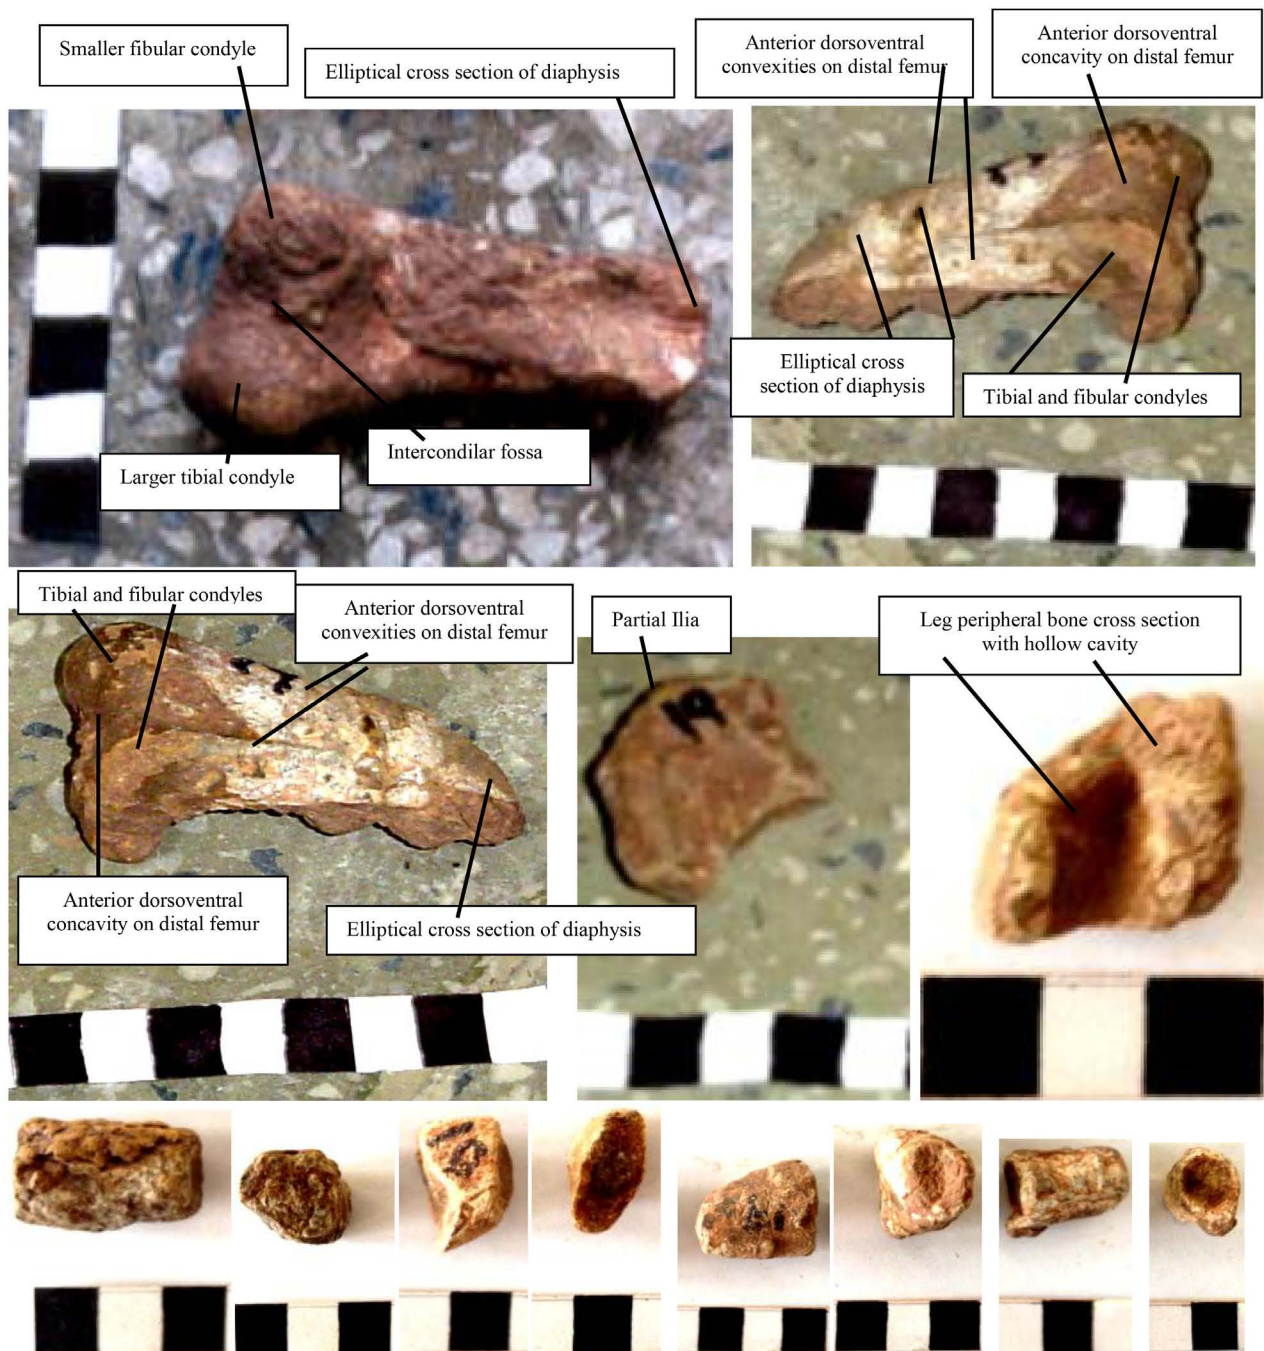 Smaller fibular condyle
Elliptical cross section of diaphysis
Anterior dorsoventral
convexities on distal femur
Anterior dorsoventral
concavity on distal femur
Elliptical cross
section of diaphysis
Tibial and fibular condyles
Intercondilar fossa
Larger tibial condyle
Tibial and fibular condyles
Anterior dorsoventral
convexities on distal femur
Partial Ilia
Leg peripheral bone cross section
with hollow cavity
Anterior dorsoventral
concavity on distal femur
Elliptical cross section of diaphysis